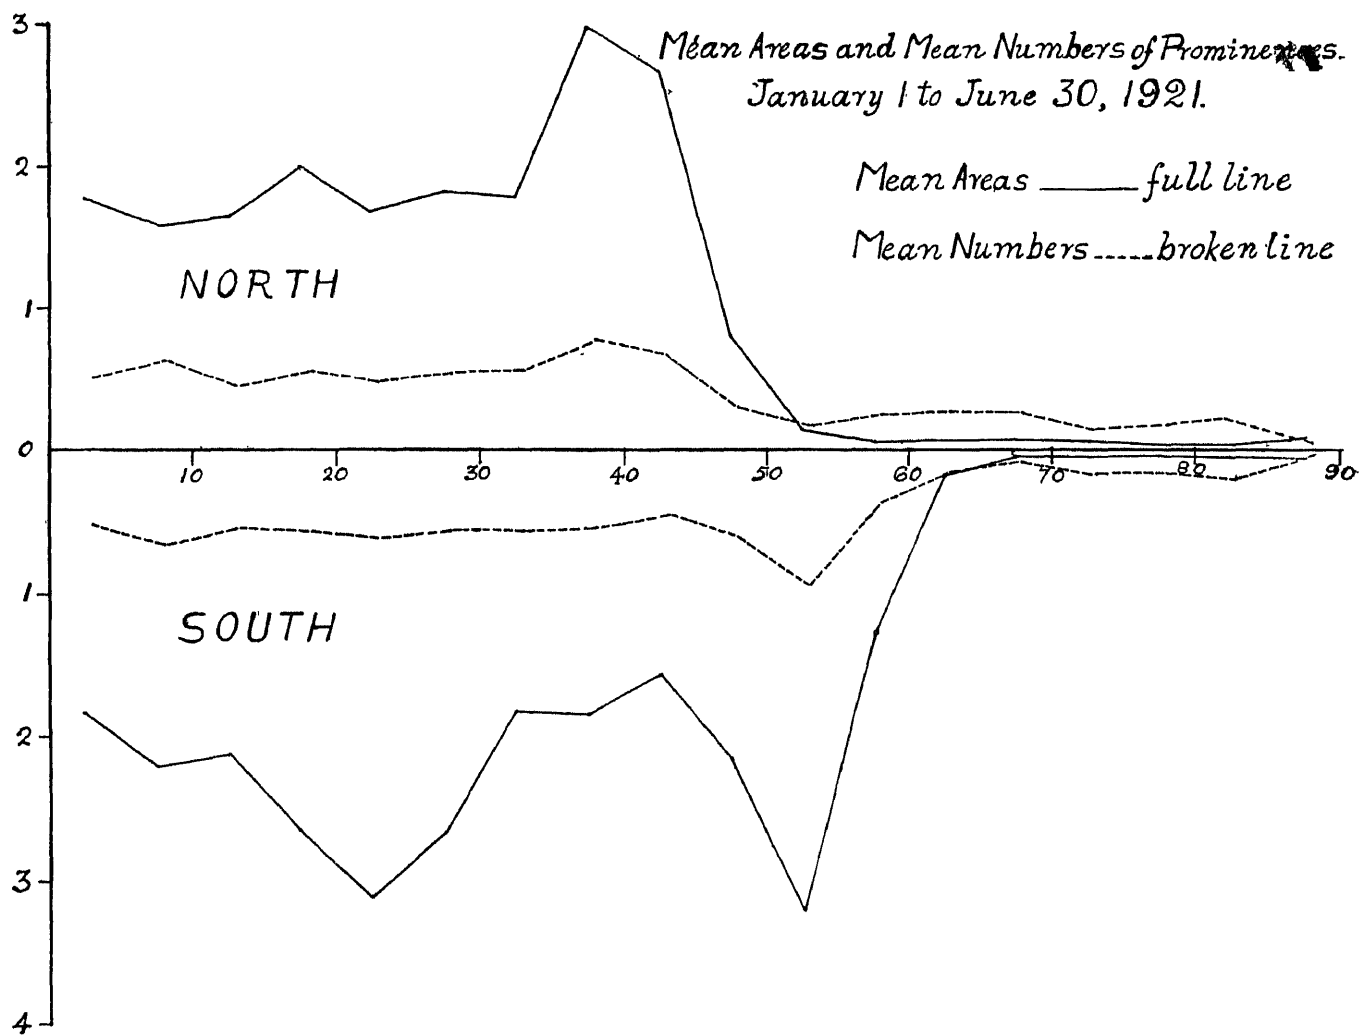 Mean Areas and Mean Numbers of Prominences.
January 1 to June 30, 1921.
Mean Areas full line
Mean Numbers broken line
NORTH
SOUTH
3
2
1
0
1
2
3
4
10 20 30 40 50 60 70 80 90